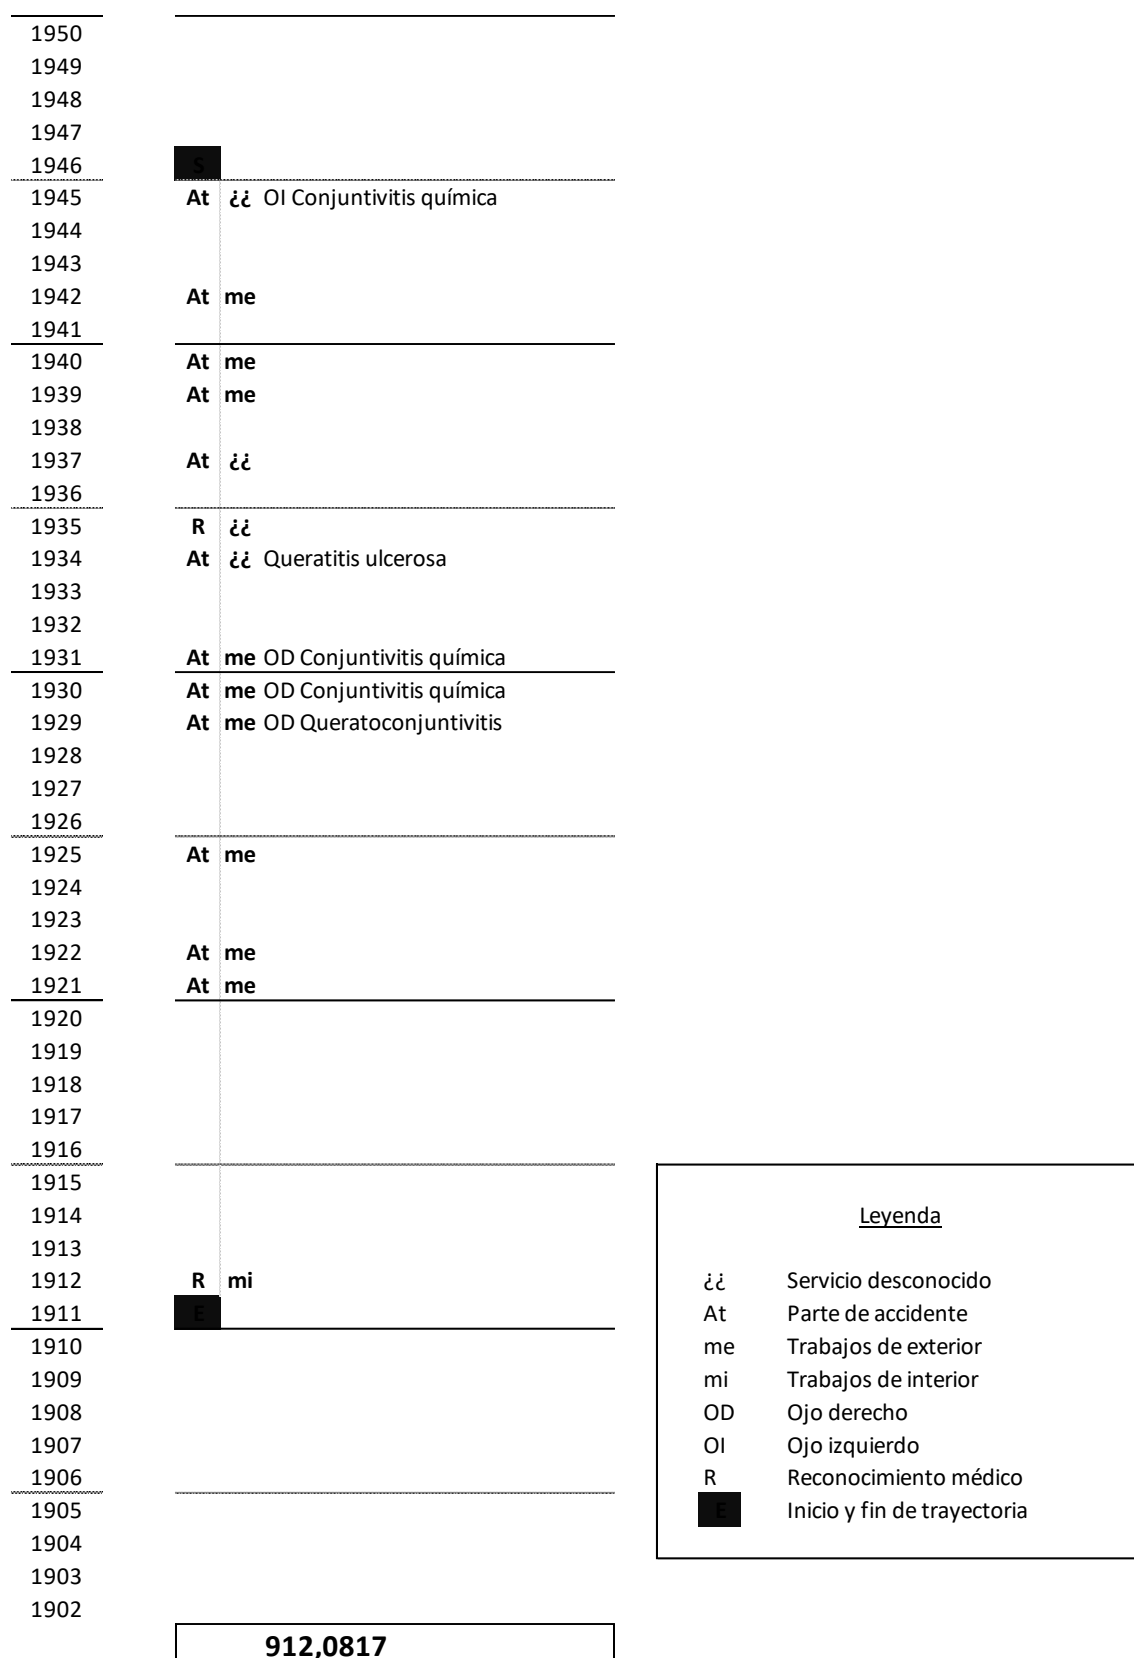 1950
1949
1948
1947
1946 S
1945 At ¿¿ OI Conjuntivitis química
1944
1943
1942 At me
1941
1940 At me
1939 At me
1938
1937 At ¿¿
1936
1935 R ¿¿
1934 At ¿¿ Queratitis ulcerosa
1933
1932
1931 At me OD Conjuntivitis química
1930 At me OD Conjuntivitis química
1929 At me OD Queratoconjuntivitis
1928
1927
1926
1925 At me
1924
1923
1922 At me
1921 At me
1920
1919
1918
1917
1916
1915
1914
1913
1912 R mi
1911 E
1910
1909
1908
1907
1906
1905
1904
1903
1902
912,0817
Leyenda
¿¿ Servicio desconocido
At Parte de accidente
me Trabajos de exterior
mi Trabajos de interior
OD Ojo derecho
OI Ojo izquierdo
R Reconocimiento médico
E Inicio y fin de trayectoria